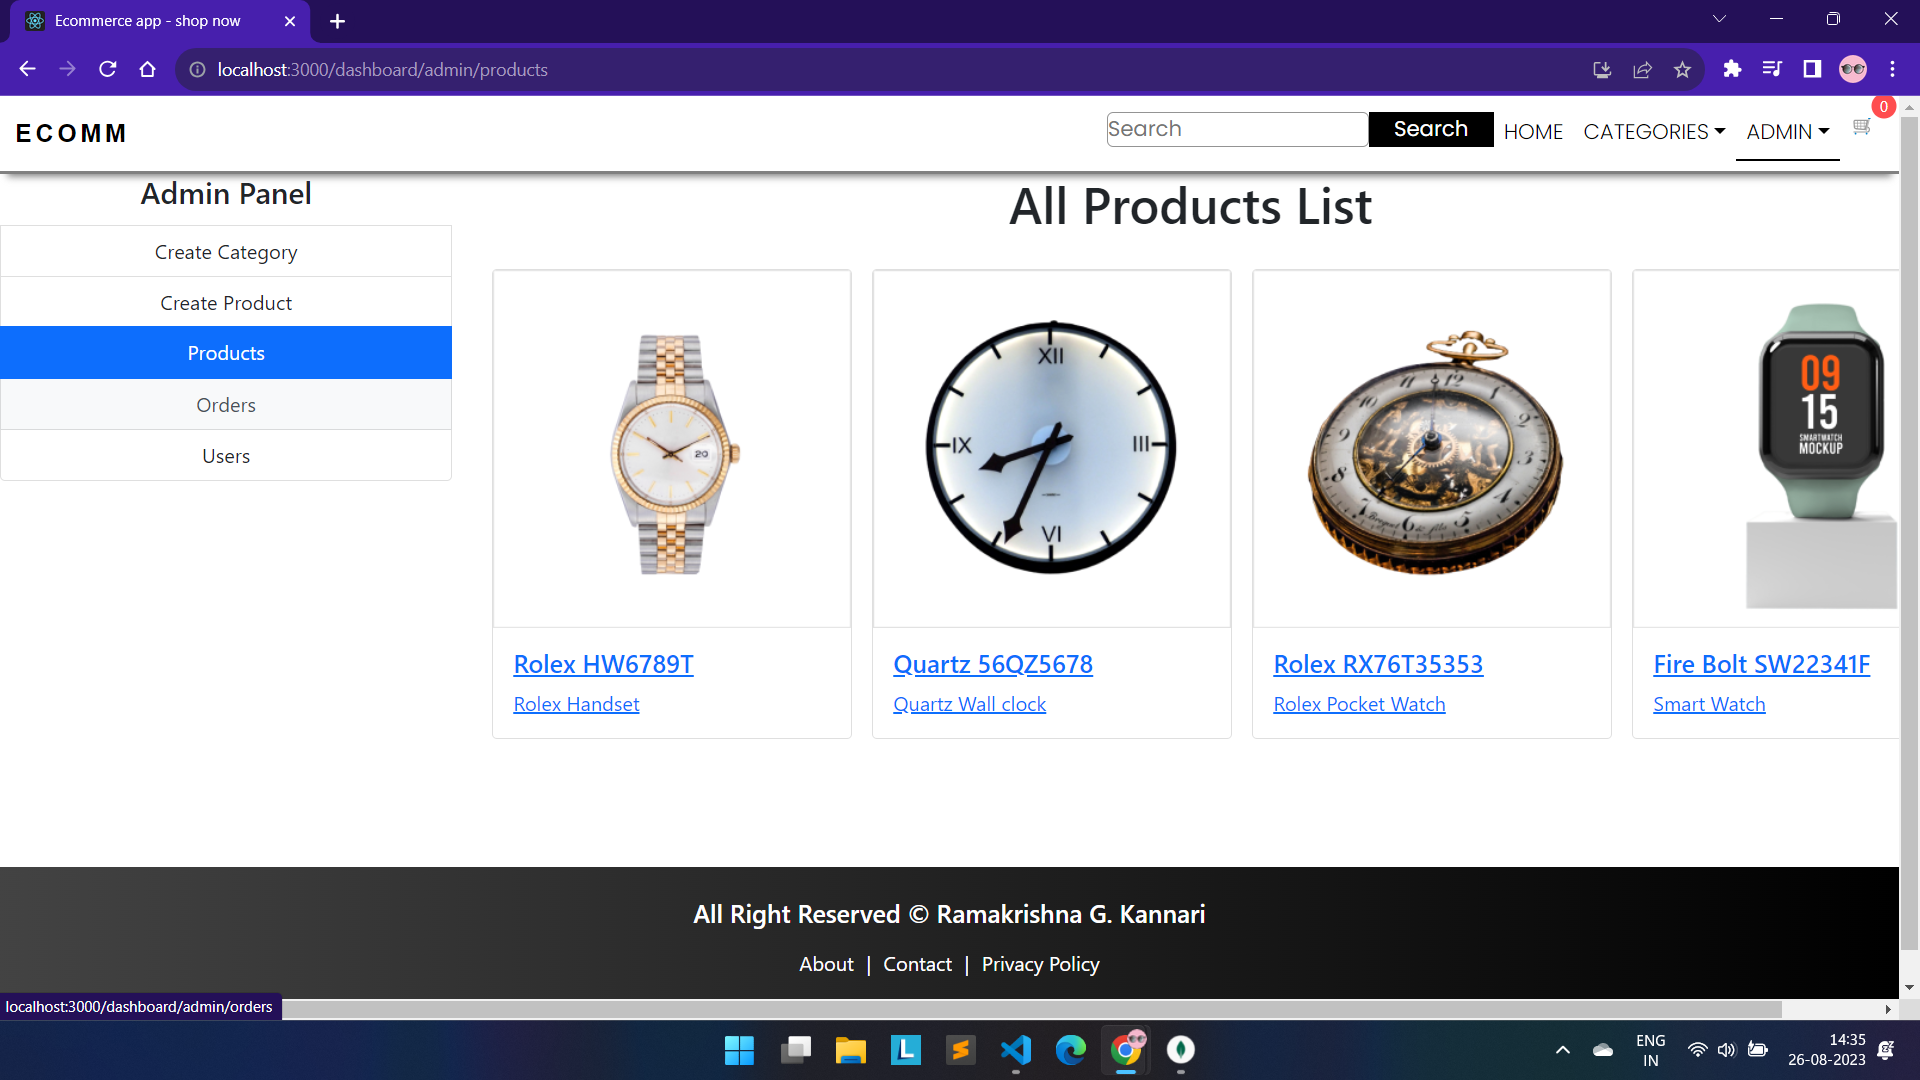 Ecommerce app - shop now
localhost:3000/dashboard/admin/products
ECOMM
Search
Search
HOME
CATEGORIES
ADMIN
0
Admin Panel
Create Category
Create Product
Products
Orders
Users
All Products List
20
XII
III
VI
IX
12
09
15
SMARTWATCH
MOCKUP
Rolex HW6789T
Rolex Handset
Quartz 56QZ5678
Quartz Wall clock
Rolex RX76T35353
Rolex Pocket Watch
Fire Bolt SW22341F
Smart Watch
All Right Reserved © Ramakrishna G. Kannari
About | Contact | Privacy Policy
localhost:3000/dashboard/admin/orders
ENG
IN
14:35
26-08-2023